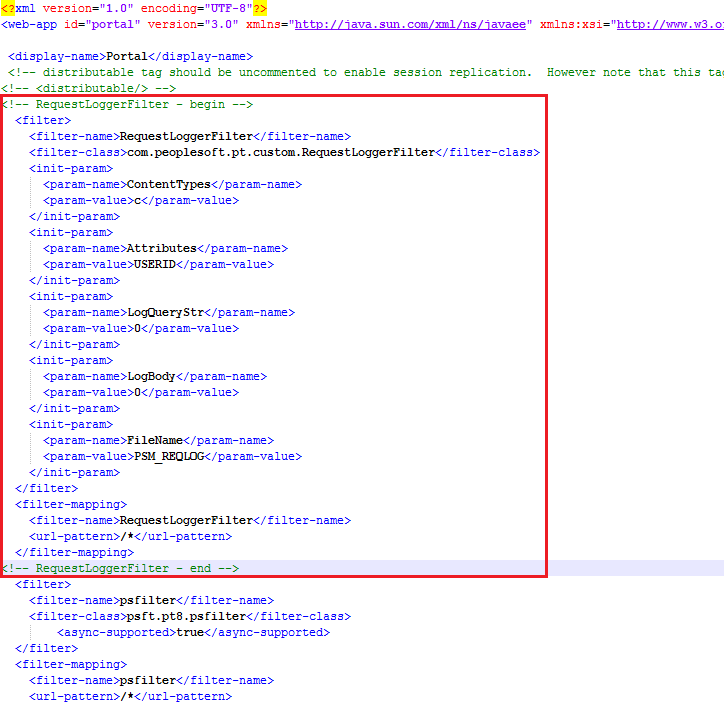 <?xml version="1.0" encoding="UTF-8"?>
<web-app id="portal" version="3.0" xmlns="http://java.sun.com/xml/ns/javaee" xmlns:xsi="http://www.w3.o
<display-name>Portal</display-name>
<!-- distributable tag should be uncommented to enable session replication.  However note that this ta
<!-- <distributable/> -->
<!-- RequestLoggerFilter - begin -->
<filter>
<filter-name>RequestLoggerFilter</filter-name>
<filter-class>com.peoplesoft.pt.custom.RequestLoggerFilter</filter-class>
<init-param>
<param-name>ContentTypes</param-name>
<param-value>c</param-value>
</init-param>
<init-param>
<param-name>Attributes</param-name>
<param-value>USERID</param-value>
</init-param>
<init-param>
<param-name>LogQueryStr</param-name>
<param-value>0</param-value>
</init-param>
<init-param>
<param-name>LogBody</param-name>
<param-value>0</param-value>
</init-param>
<init-param>
<param-name>FileName</param-name>
<param-value>PSM_REQLOG</param-value>
</init-param>
</filter>
<filter-mapping>
<filter-name>RequestLoggerFilter</filter-name>
<url-pattern>/*</url-pattern>
</filter-mapping>
<!-- RequestLoggerFilter - end -->
<filter>
<filter-name>psfilter</filter-name>
<filter-class>psft.pt8.psfilter</filter-class>
<async-supported>true</async-supported>
</filter>
<filter-mapping>
<filter-name>psfilter</filter-name>
<url-pattern>/*</url-pattern>